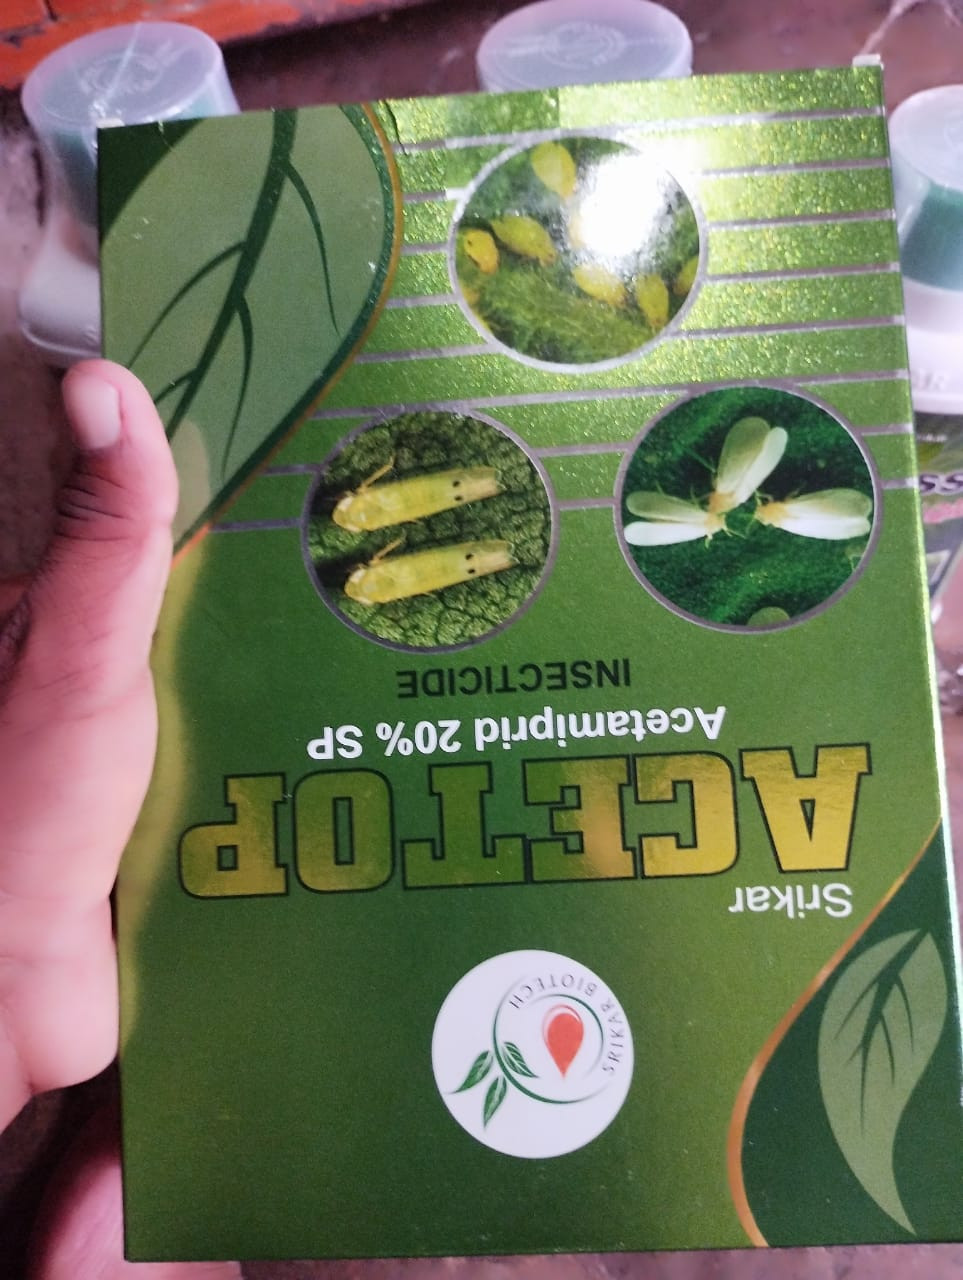 SRIKAR BIOTECH
Srikar
ACETOP
Acetamiprid 20% SP
INSECTICIDE